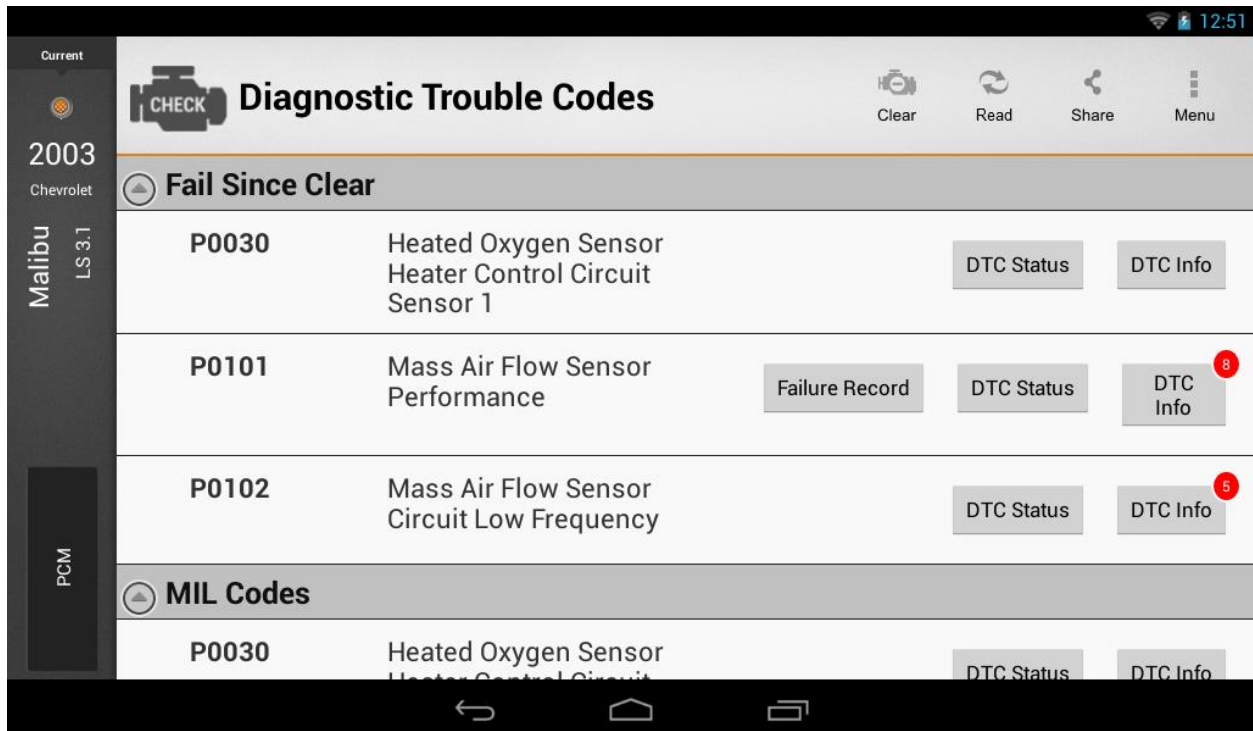 12:51
Current
2003
Chevrolet
Malibu
LS 3.1
PCM
CHECK
Diagnostic Trouble Codes
Clear
Read
Share
Menu
Fail Since Clear
P0030
Heated Oxygen Sensor
Heater Control Circuit
Sensor 1
DTC Status
DTC Info
P0101
Mass Air Flow Sensor
Performance
Failure Record
DTC Status
DTC
Info
8
P0102
Mass Air Flow Sensor
Circuit Low Frequency
DTC Status
DTC Info
5
MIL Codes
P0030
Heated Oxygen Sensor
Heater Control Circuit
DTC Status
DTC Info